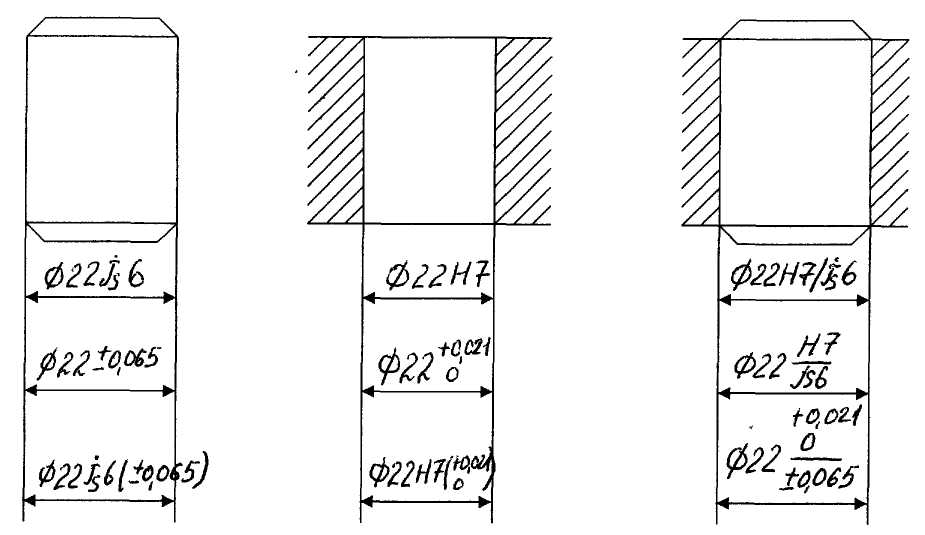 Ø22js6
Ø22±0,065
Ø22js6(±0,065)
Ø22H7
Ø22 +0,021
0
Ø22H7(+0,021
0)
Ø22H7/js6
Ø22 H7
js6
+0,021
0
Ø22
±0,065